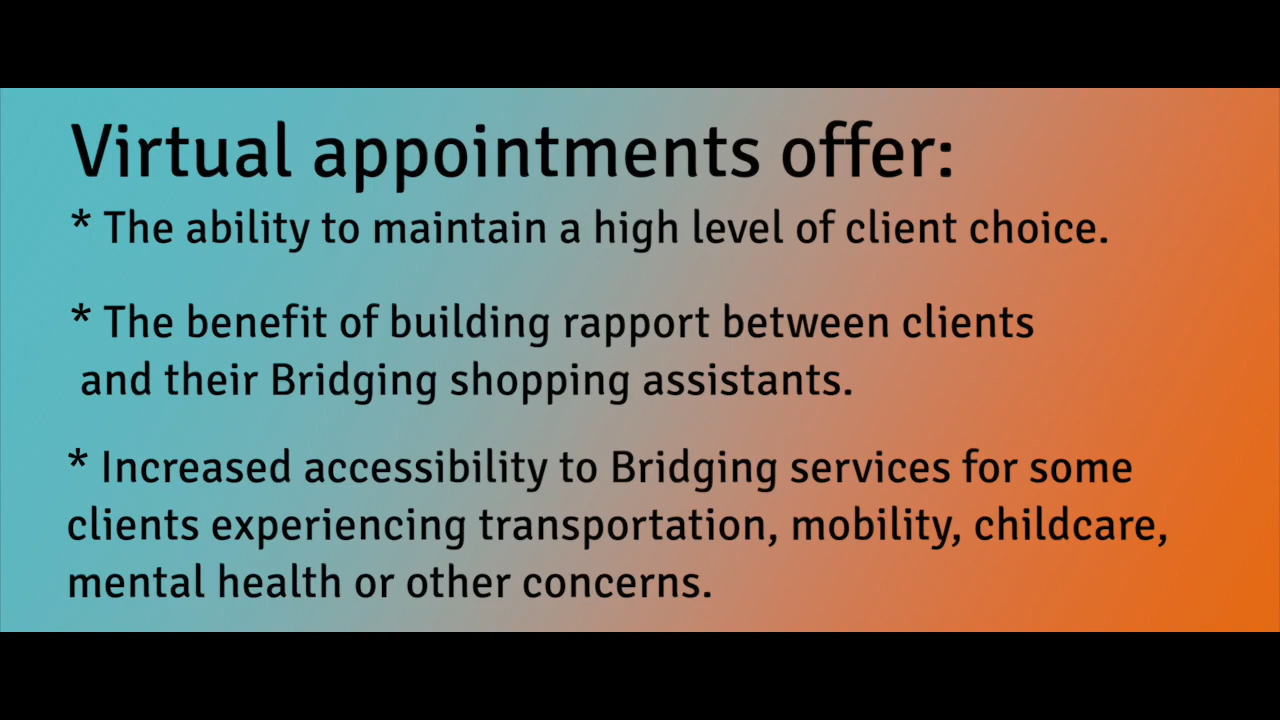 Virtual appointments offer:
* The ability to maintain a high level of client choice.
* The benefit of building rapport between clients
and their Bridging shopping assistants.
* Increased accessibility to Bridging services for some
clients experiencing transportation, mobility, childcare,
mental health or other concerns.